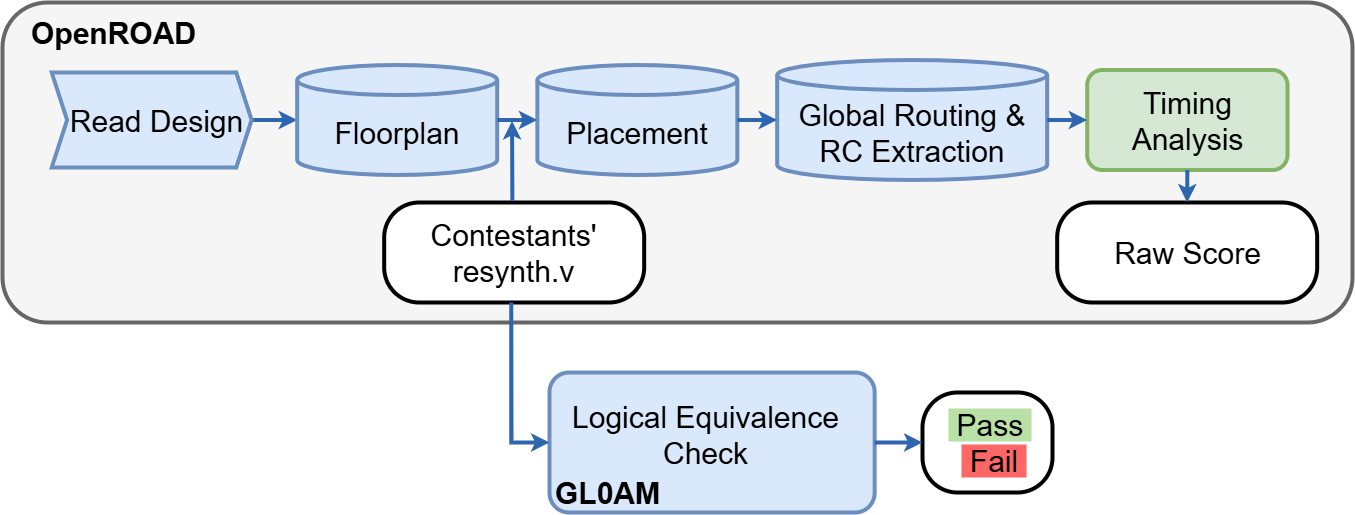 OpenROAD
Read Design
Floorplan
Placement
Global Routing &
RC Extraction
Timing
Analysis
Contestants'
resynth.v
Raw Score
Logical Equivalence
Check
GL0AM
Pass
Fail